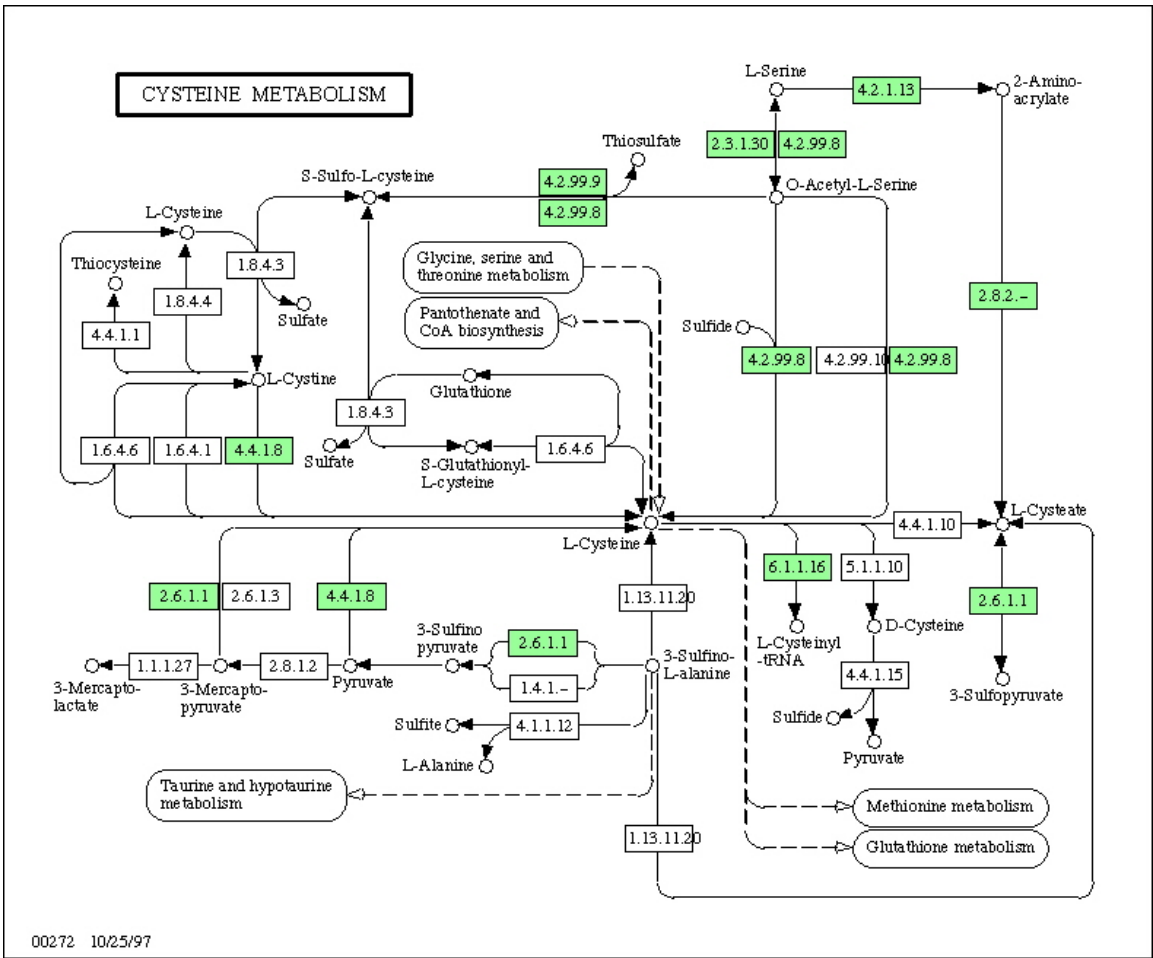 CYSTEINE METABOLISM
L-Serine
4.2.1.13
2-Amino-
acrylate
2.3.1.30
4.2.99.8
Thiosulfate
S-Sulfo-L-cysteine
4.2.99.9
4.2.99.8
O-Acetyl-L-Serine
L-Cysteine
Thiocysteine
1.8.4.3
1.8.4.4
Sulfate
4.4.1.1
Glycine, serine and
threonine metabolism
Pantothenate and
CoA biosynthesis
2.8.2.-
Sulfide
4.2.99.8
4.2.99.10
4.2.99.8
L-Cystine
Glutathione
1.8.4.3
1.6.4.6
1.6.4.1
4.4.1.8
Sulfate
S-Glutathionyl-
L-cysteine
1.6.4.6
L-Cysteine
4.4.1.10
L-Cysteate
2.6.1.1
2.6.1.3
4.4.1.8
1.13.11.20
6.1.1.16
5.1.1.10
2.6.1.1
3-Sulfino
pyruvate
2.6.1.1
1.4.1.-
3-Sulfino-
L-alanine
L-Cysteinyl
-tRNA
D-Cysteine
1.1.1.27
2.8.1.2
3-Mercapto-
lactate
3-Mercapto-
pyruvate
Pyruvate
4.4.1.15
3-Sulfopyruvate
Sulfite
4.1.1.12
L-Alanine
Sulfide
Pyruvate
Taurine and hypotaurine
metabolism
Methionine metabolism
1.13.11.20
Glutathione metabolism
00272 10/25/97